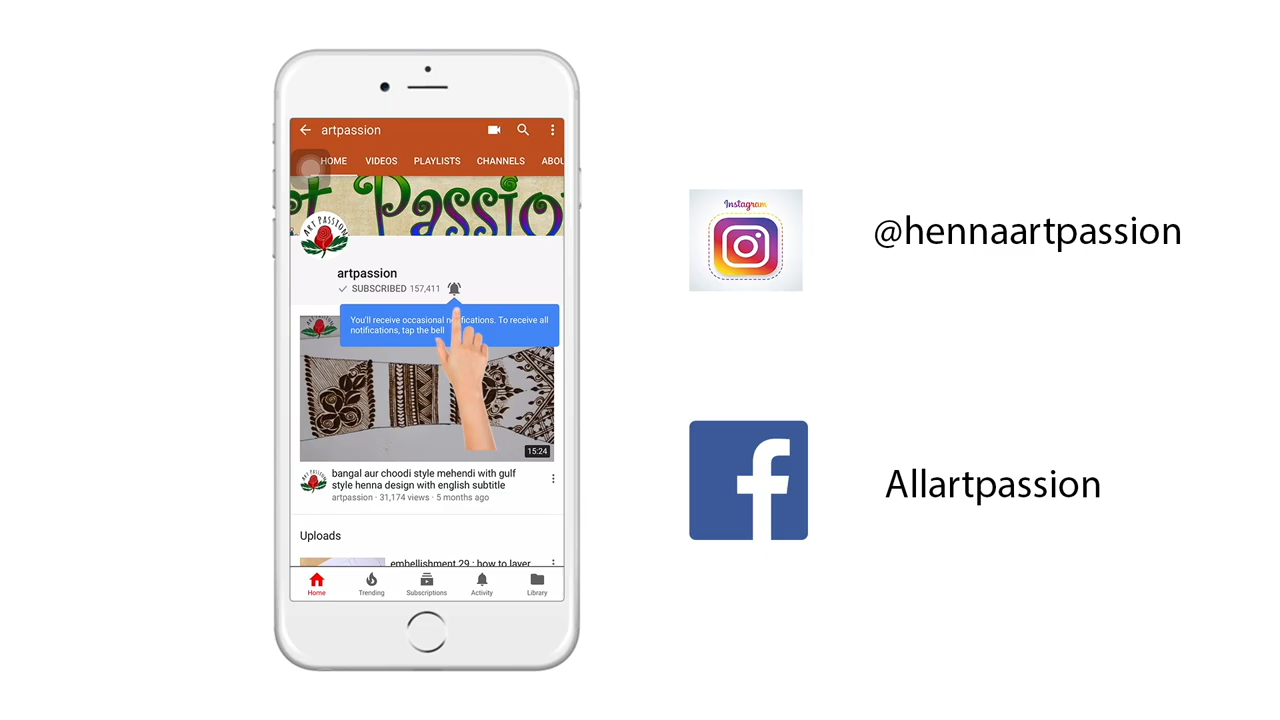 artpassion
HOME VIDEOS PLAYLISTS CHANNELS ABOU
t Passio
ART PASSION
artpassion
SUBSCRIBED 157,411
You'll receive occasional notifications. To receive all
notifications, tap the bell
15:24
bangal aur choodi style mehendi with gulf
style henna design with english subtitle
artpassion · 31,174 views · 5 months ago
Uploads
embellishment 29 : how to layer
Home Trending Subscriptions Activity Library
Instagram
@hennaartpassion
f
Allartpassion